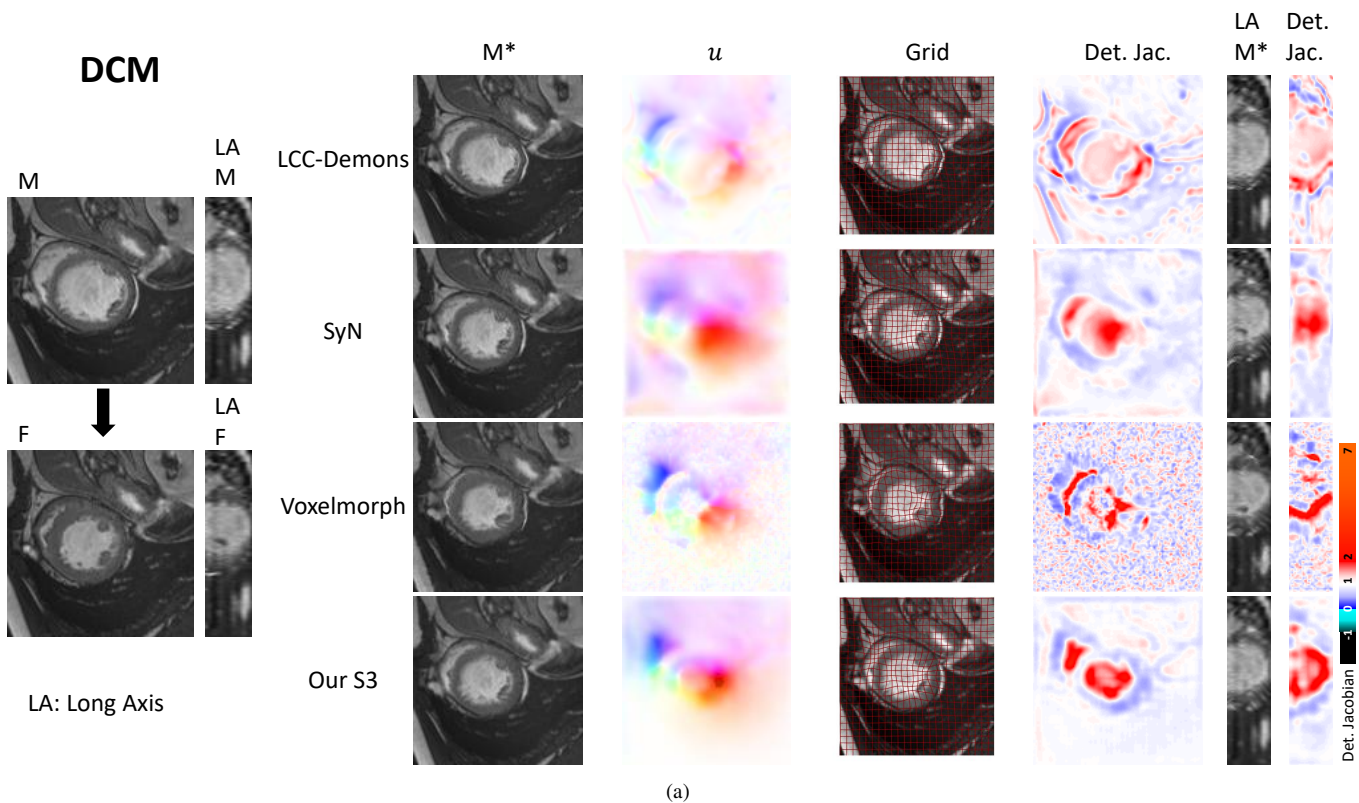 DCM
M
LA
M
F
LA
F
LA: Long Axis
M*
u
Grid
Det. Jac.
LA
M*
Det.
Jac.
LCC-Demons
SyN
Voxelmorph
Our S3
7
2
1
0
-1
Det. Jacobian
(a)